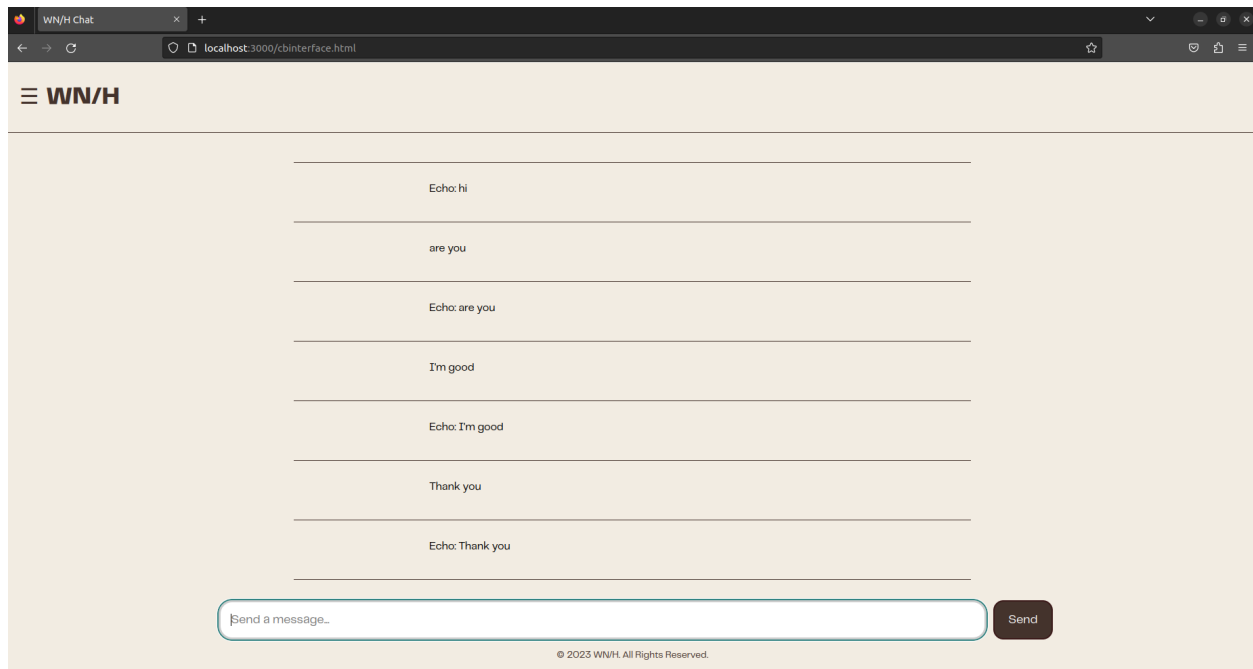 WN/H Chat
localhost:3000/cbinterface.html
☰ WN/H
Echo: hi
are you
Echo: are you
I'm good
Echo: I'm good
Thank you
Echo: Thank you
Send a message...
Send
© 2023 WN/H. All Rights Reserved.